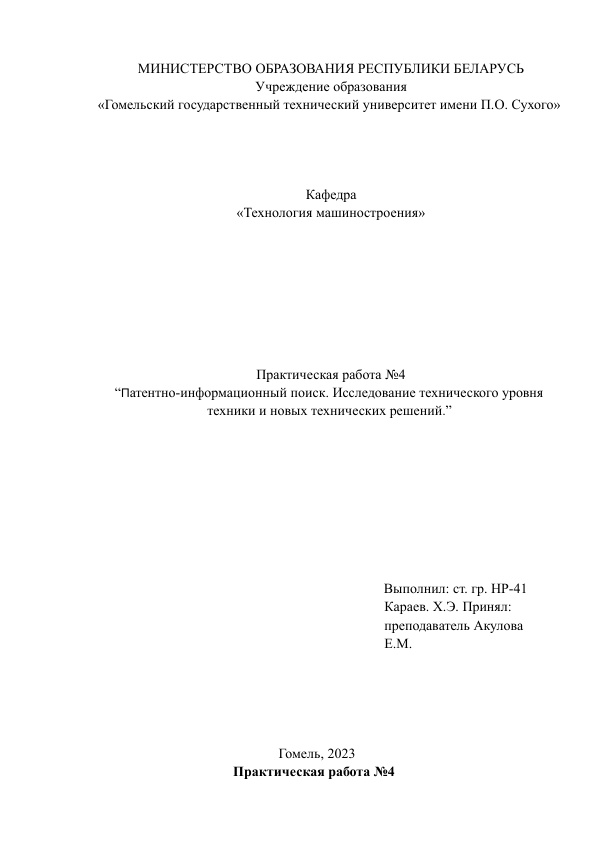 МИНИСТЕРСТВО ОБРАЗОВАНИЯ РЕСПУБЛИКИ БЕЛАРУСЬ
Учреждение образования
«Гомельский государственный технический университет имени П.О. Сухого»
Кафедра
«Технология машиностроения»
Практическая работа №4
“Патентно-информационный поиск. Исследование технического уровня
техники и новых технических решений.”
Выполнил: ст. гр. НР-41
Караев. Х.Э. Принял:
преподаватель Акулова
Е.М.
Гомель, 2023
Практическая работа №4